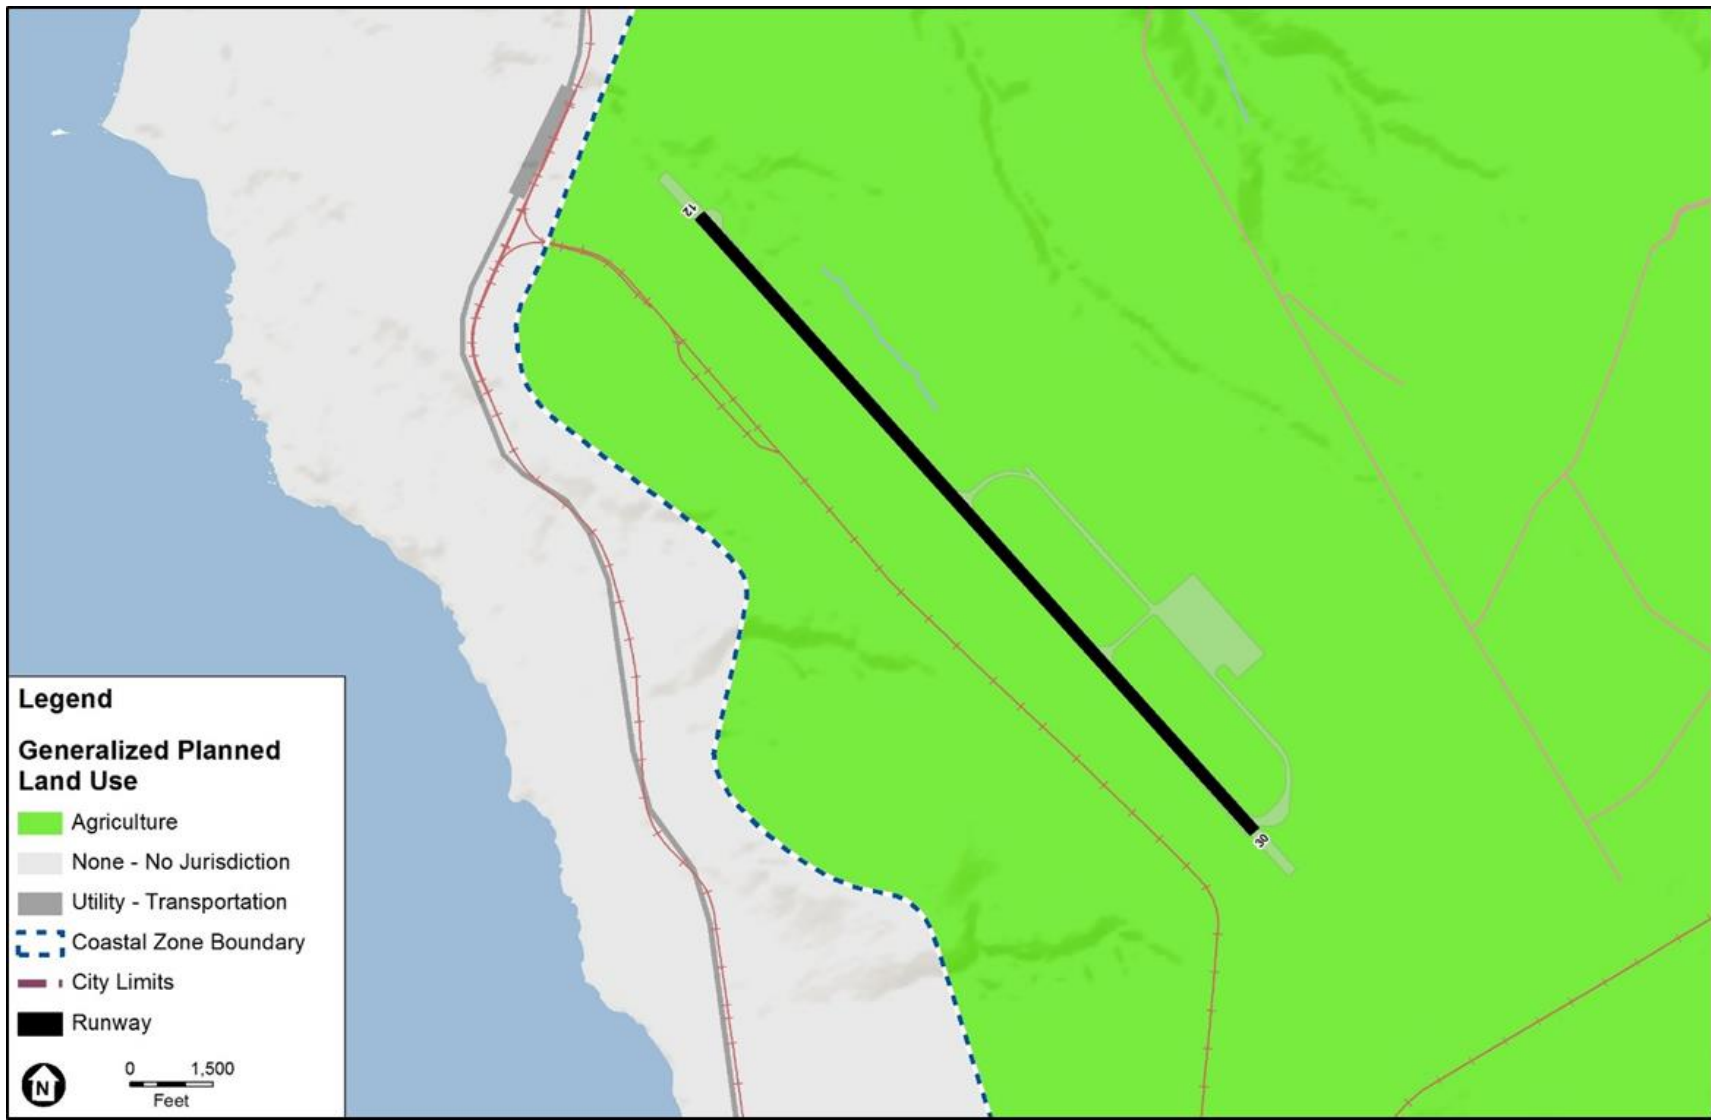 12
30
Legend
Generalized Planned
Land Use
Agriculture
None - No Jurisdiction
Utility - Transportation
Coastal Zone Boundary
City Limits
Runway
N
0 1,500
Feet